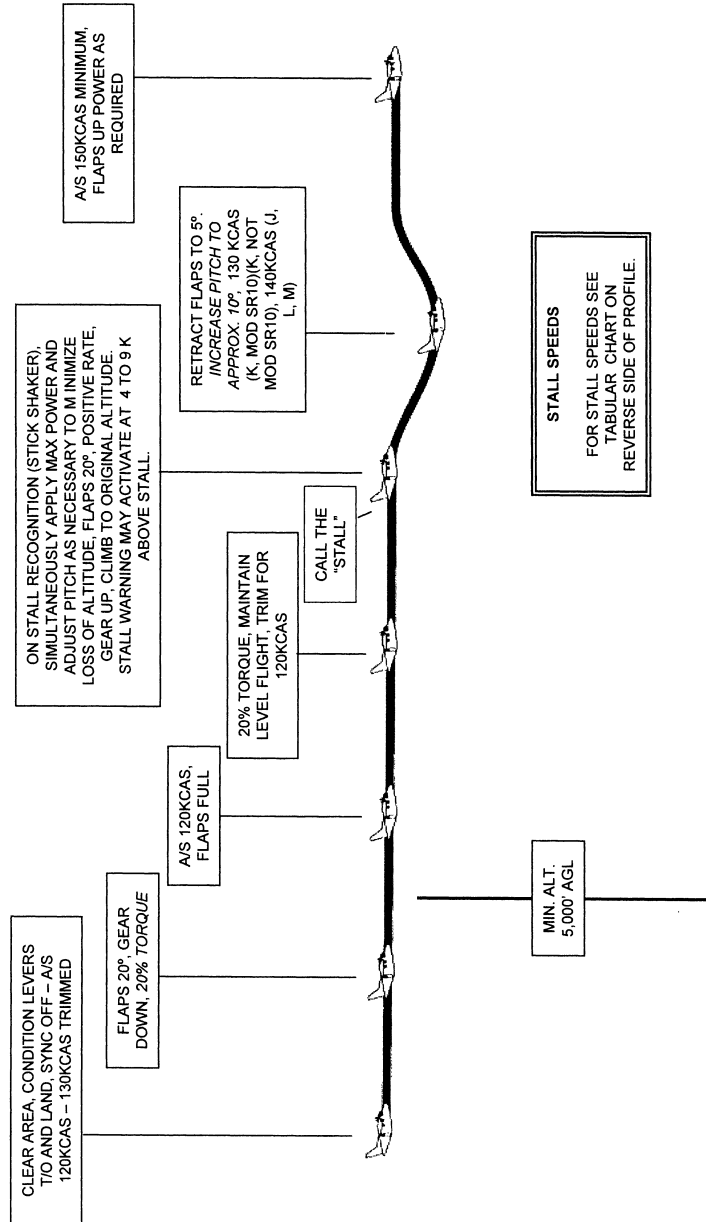 CLEAR AREA, CONDITION LEVERS
T/O AND LAND, SYNC OFF – A/S
120KCAS – 130KCAS TRIMMED
FLAPS 20º, GEAR
DOWN, 20% TORQUE
A/S 120KCAS,
FLAPS FULL
20% TORQUE, MAINTAIN
LEVEL FLIGHT, TRIM FOR
120KCAS
CALL THE
"STALL"
ON STALL RECOGNITION (STICK SHAKER),
SIMULTANEOUSLY APPLY MAX POWER AND
ADJUST PITCH AS NECESSARY TO M INIMIZE
LOSS OF ALTITUDE, FLAPS 20º, POSITIVE RATE,
GEAR UP, CLIMB TO ORIGINAL ALTITUDE.
STALL WARNING MAY ACTIVATE AT 4 TO 9 K
ABOVE STALL.
RETRACT FLAPS TO 5º.
INCREASE PITCH TO
APPROX. 10º, 130 KCAS
(K, MOD SR10)(K, NOT
MOD SR10), 140KCAS (J,
L, M)
A/S 150KCAS MINIMUM,
FLAPS UP POWER AS
REQUIRED
MIN. ALT.
5,000' AGL
STALL SPEEDS
FOR STALL SPEEDS SEE
TABULAR CHART ON
REVERSE SIDE OF PROFILE.